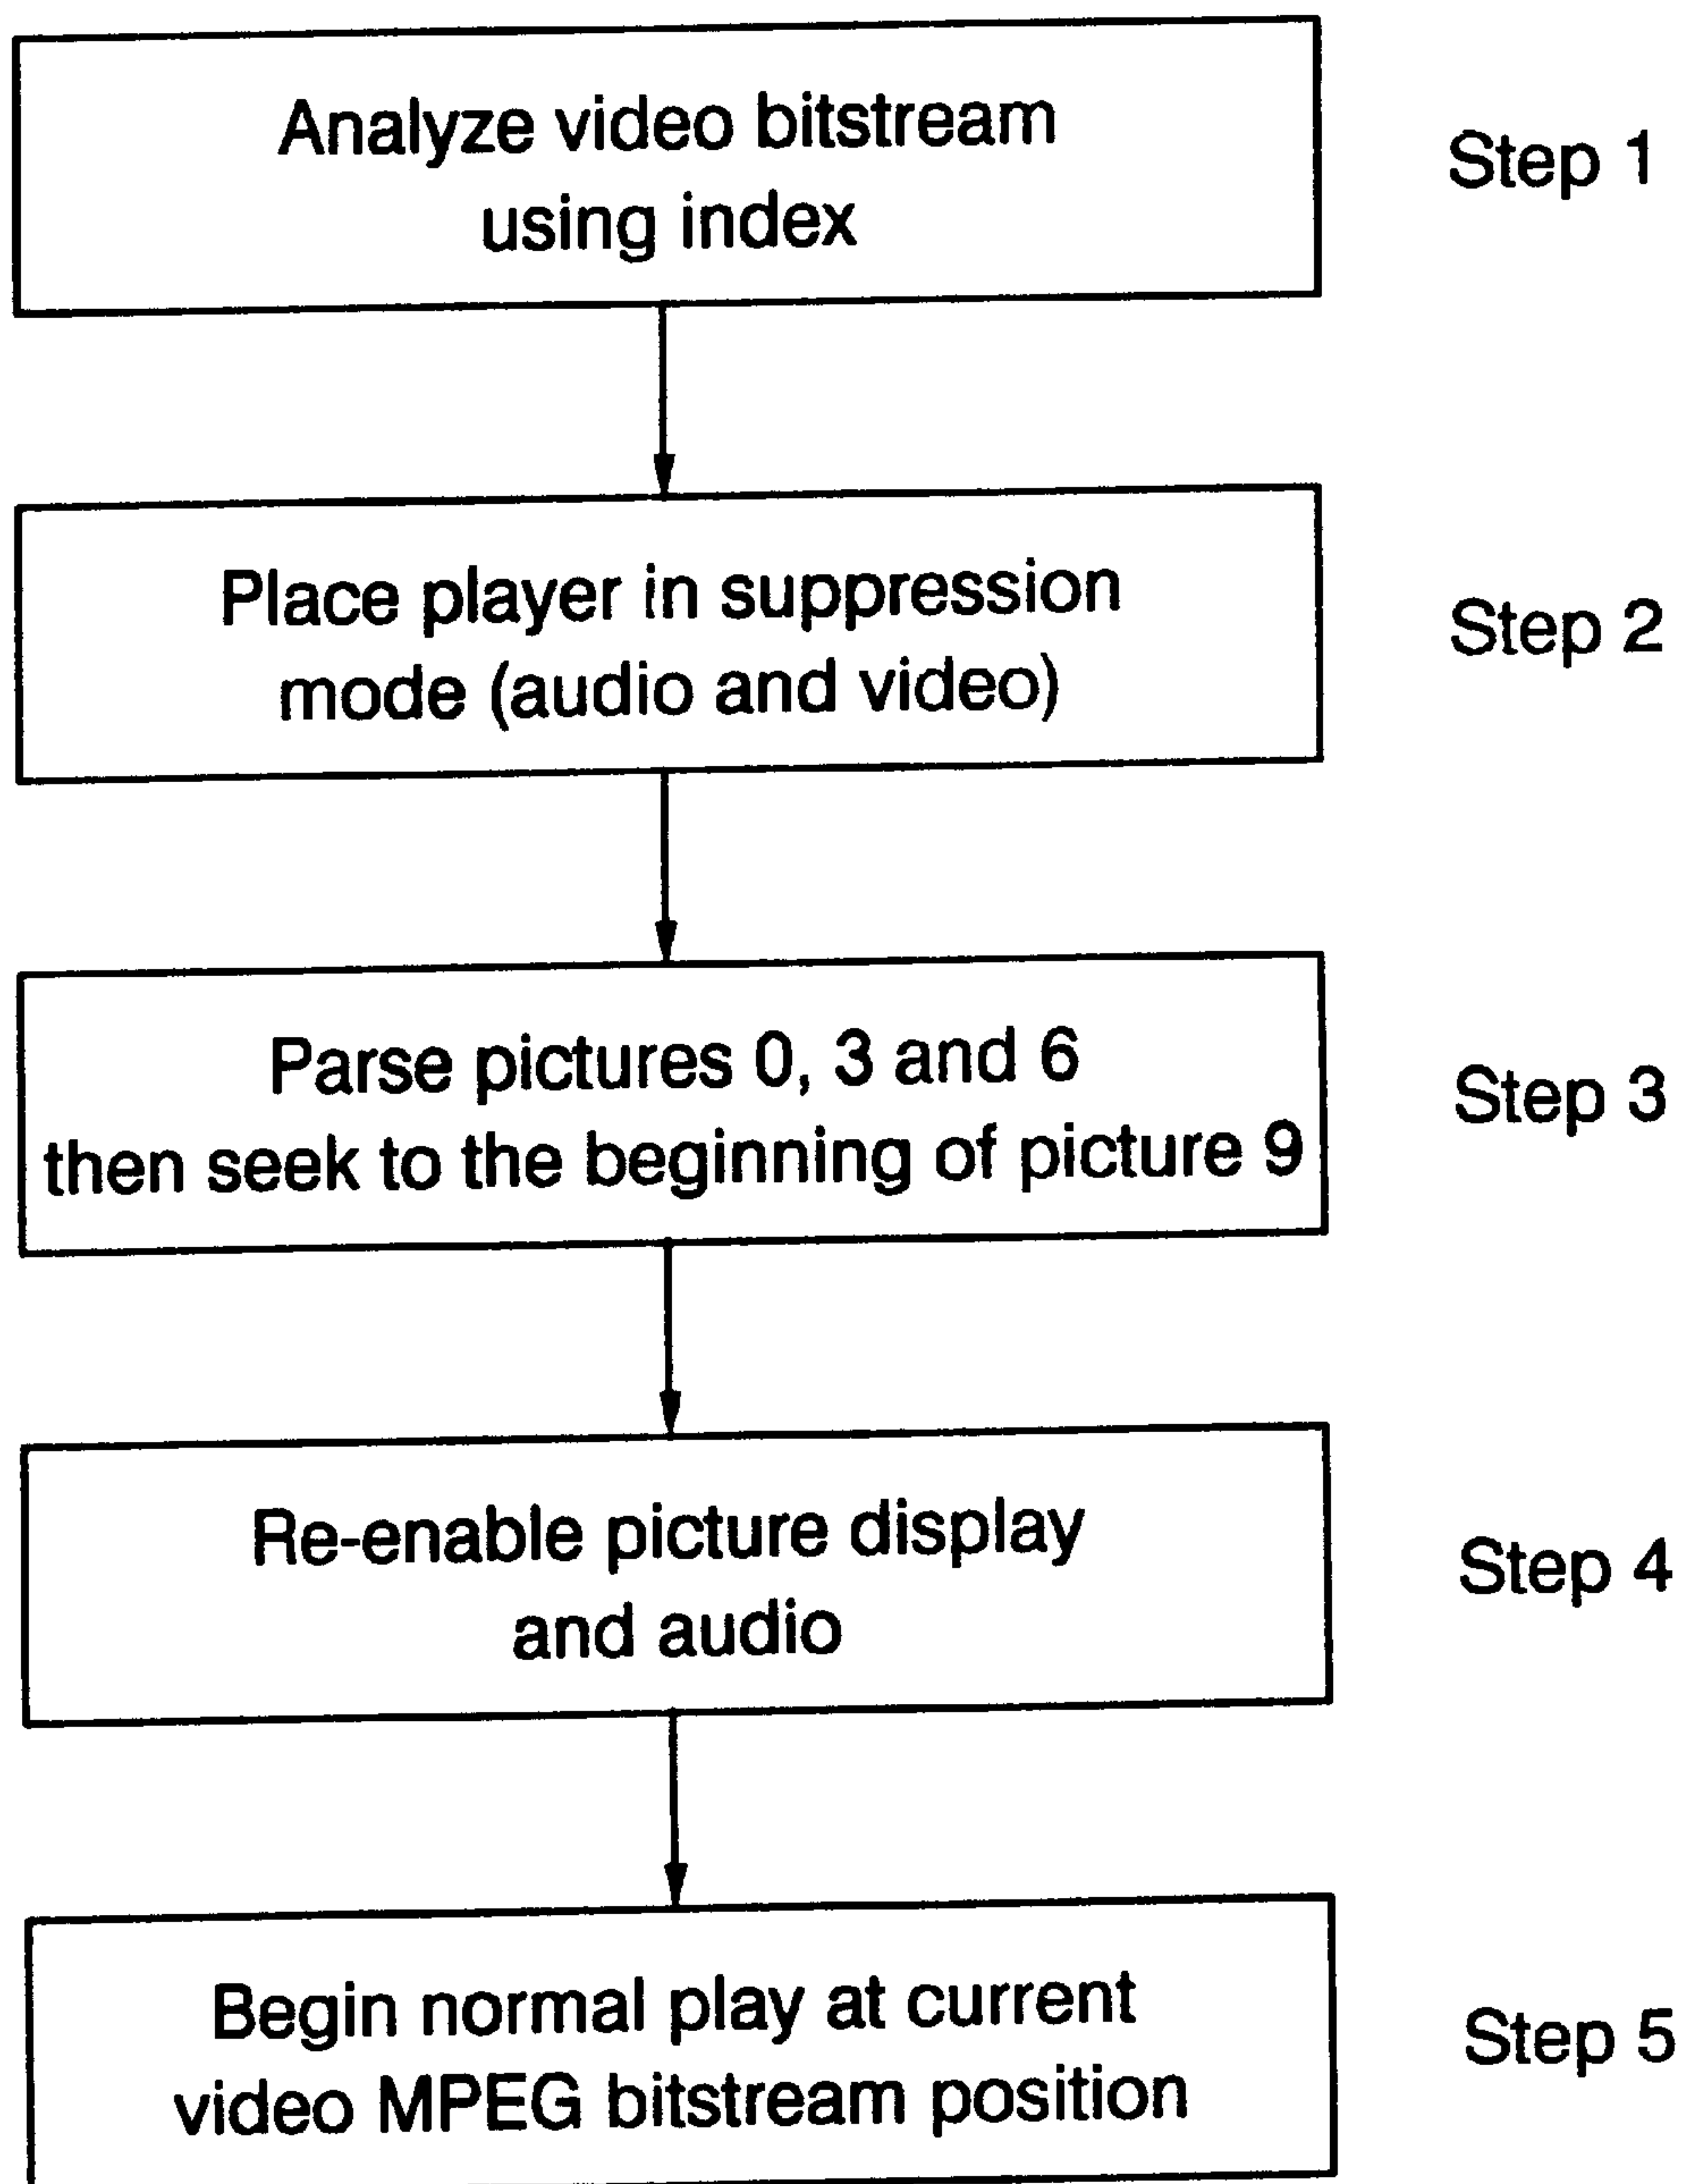 Analyze video bitstream
using index
Step 1
Place player in suppression
mode (audio and video)
Step 2
Parse pictures 0, 3 and 6
then seek to the beginning of picture 9
Step 3
Re-enable picture display
and audio
Step 4
Begin normal play at current
video MPEG bitstream position
Step 5